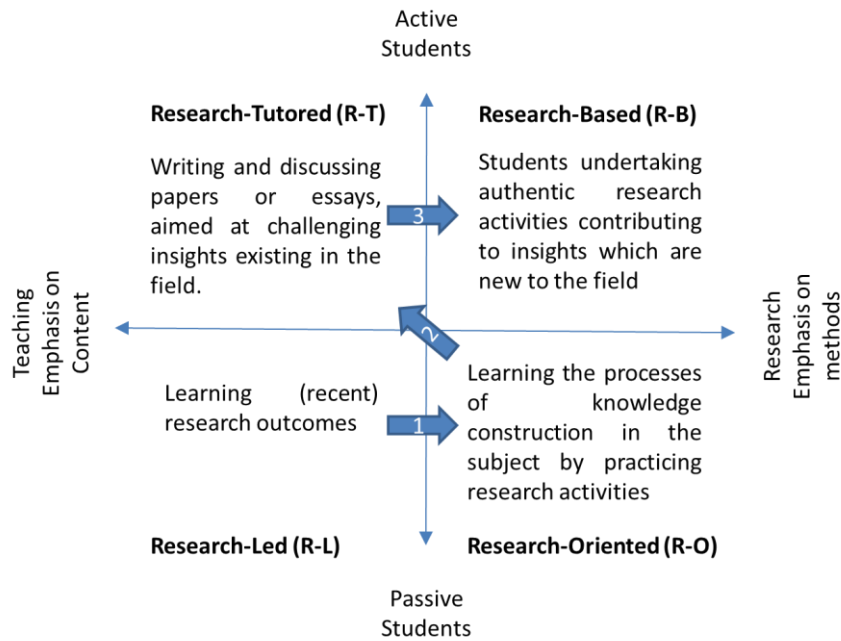 Active
Students
Research-Tutored (R-T)
Writing and discussing
papers or essays,
aimed at challenging
insights existing in the
field.
3
Research-Based (R-B)
Students undertaking
authentic research
activities contributing
to insights which are
new to the field
Teaching
Emphasis on
Content
2
Research
Emphasis on
methods
Learning (recent)
research outcomes
1
Learning the processes
of knowledge
construction in the
subject by practicing
research activities
Research-Led (R-L)
Research-Oriented (R-O)
Passive
Students